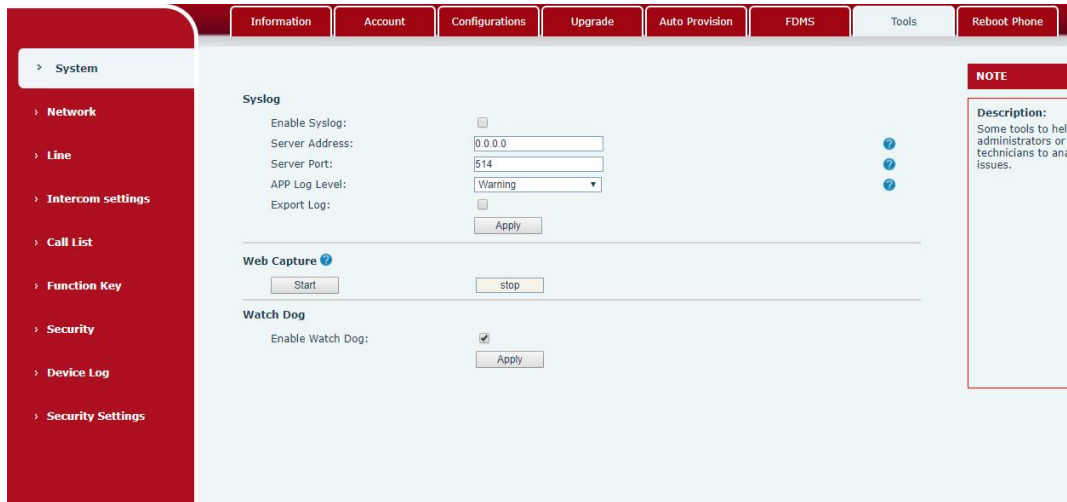 Information Account Configurations Upgrade Auto Provision FDMS Tools Reboot Phone
› System
› Network
› Line
› Intercom settings
› Call List
› Function Key
› Security
› Device Log
› Security Settings
Syslog
Enable Syslog:
Server Address: 0.0.0.0 ?
Server Port: 514 ?
APP Log Level: Warning ▼ ?
Export Log:
Apply
Web Capture ?
Start stop
Watch Dog
Enable Watch Dog:
Apply
NOTE
Description:
Some tools to hel
administrators or
technicians to ana
issues.